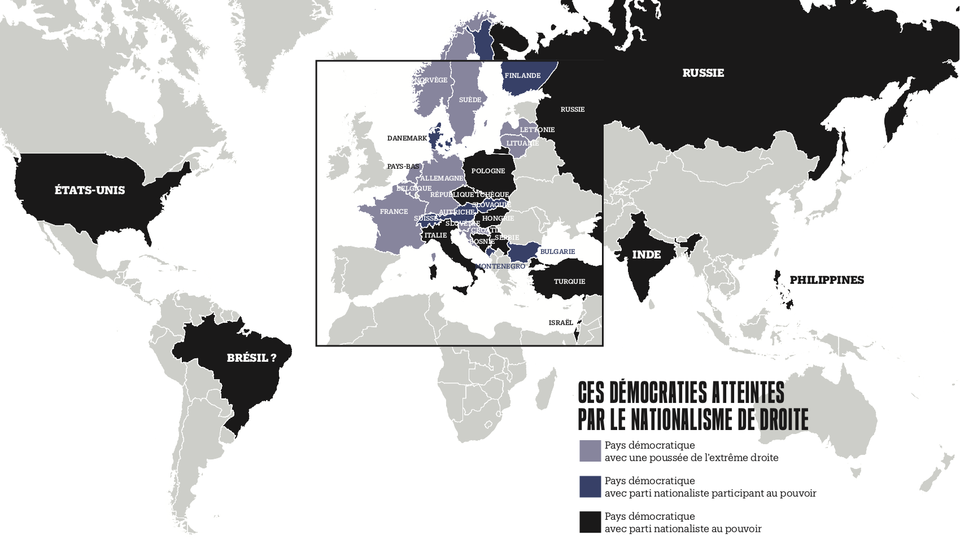 RUSSIE
FINLANDE
NORVÈGE
SUÈDE
RUSSIE
LETTONIE
DANEMARK
LITUANIE
PAYS-BAS
POLOGNE
ALLEMAGNE
ÉTATS-UNIS
BELGIQUE
RÉPUBLIQUE TCHÈQUE
SLOVAQUIE
FRANCE
AUTRICHE
SUISSE
HONGRIE
SLOVÉNIE
CROATIE
ITALIE
SERBIE
BOSNIE
BULGARIE
INDE
MONTENEGRO
TURQUIE
PHILIPPINES
ISRAËL
BRÉSIL ?
CES DÉMOCRATIES ATTEINTES
PAR LE NATIONALISME DE DROITE
Pays démocratique
avec une poussée de l'extrême droite
Pays démocratique
avec parti nationaliste participant au pouvoir
Pays démocratique
avec parti nationaliste au pouvoir